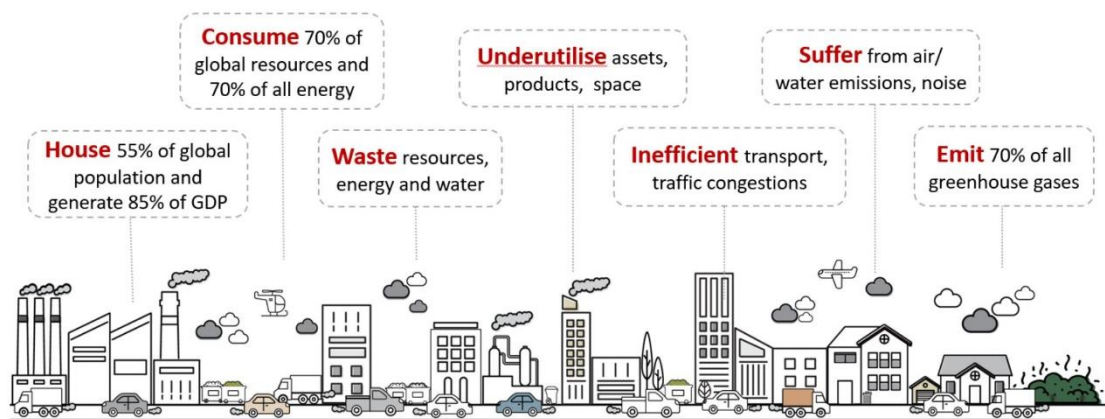 House 55% of global
population and
generate 85% of GDP
Consume 70% of
global resources and
70% of all energy
Waste resources,
energy and water
Underutilise assets,
products, space
Inefficient transport,
traffic congestions
Suffer from air/
water emissions, noise
Emit 70% of all
greenhouse gases